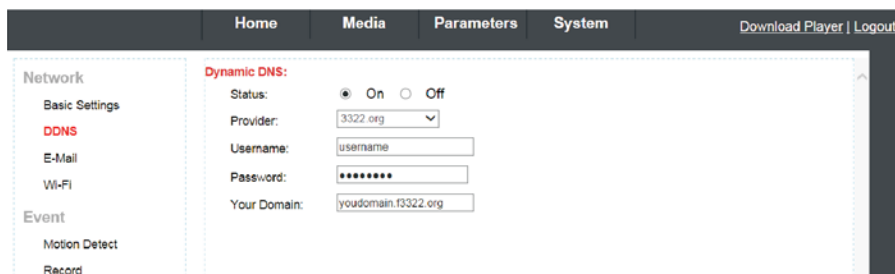 Home Media Parameters System Download Player | Logout
Network
Basic Settings
DDNS
E-Mail
Wi-Fi
Event
Motion Detect
Record
Dynamic DNS:
Status: On Off
Provider: 3322.org
Username: username
Password: ••••••••
Your Domain: youdomain.f3322.org